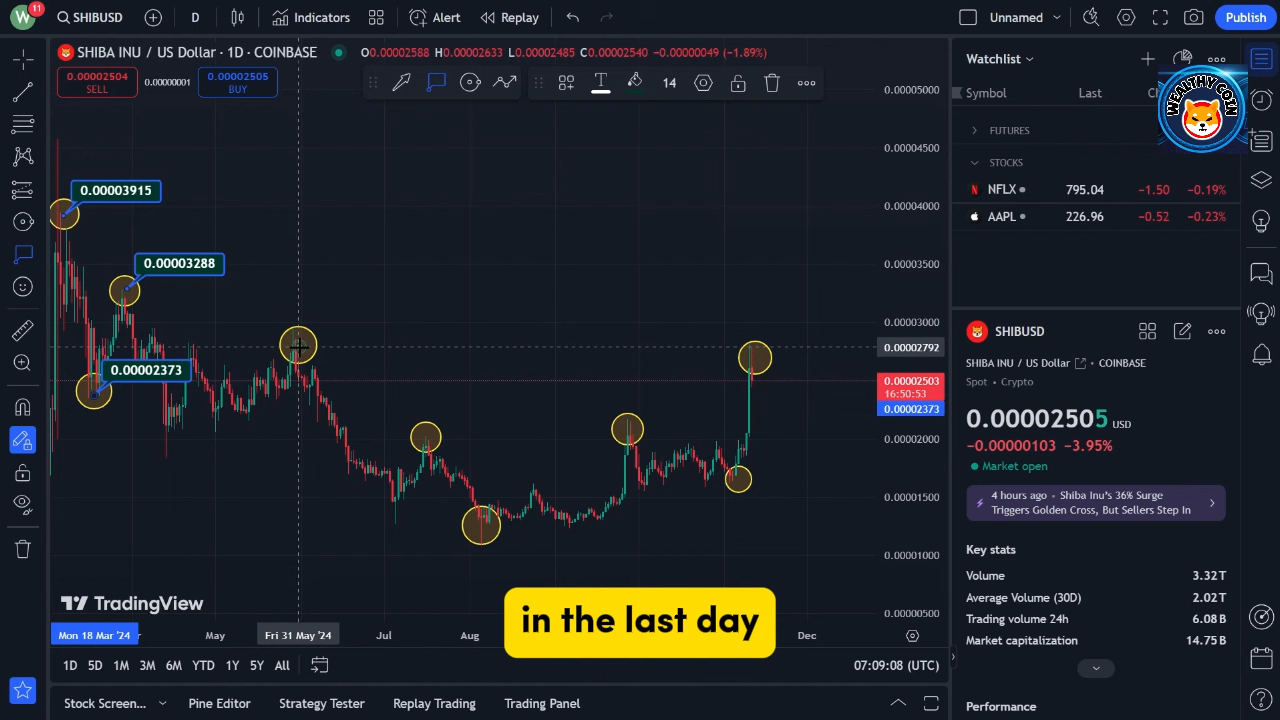 W 11 SHIBUSD D Indicators Alert Replay Unnamed Publish
SHIBA INU / US Dollar · 1D · COINBASE O0.00002588 H0.00002633 L0.00002485 C0.00002540 −0.00000049 (−1.89%)
0.00002504 SELL
0.00000001
0.00002505 BUY
T 14
0.00003915
0.00003288
0.00002373
0.00005000
0.00004500
0.00004000
0.00003500
0.00003000
0.00002792
0.00002503
16:50:53
0.00002373
0.00002000
0.00001500
0.00001000
0.00000500
TradingView
in the last day
Mon 18 Mar '24 May Fri 31 May '24 Jul Aug Dec
1D 5D 1M 3M 6M YTD 1Y 5Y All 07:09:08 (UTC)
Stock Screen... Pine Editor Strategy Tester Replay Trading Trading Panel
Watchlist
Symbol Last
WEALTHY COIN
FUTURES
STOCKS
NFLX 795.04 −1.50 −0.19%
AAPL 226.96 −0.52 −0.23%
SHIBUSD
SHIBA INU / US Dollar COINBASE
Spot • Crypto
0.00002505 USD
−0.00000103 −3.95%
Market open
4 hours ago • Shiba Inu's 36% Surge
Triggers Golden Cross, But Sellers Step In
Key stats
Volume 3.32T
Average Volume (30D) 2.02T
Trading volume 24h 6.08 B
Market capitalization 14.75 B
Performance